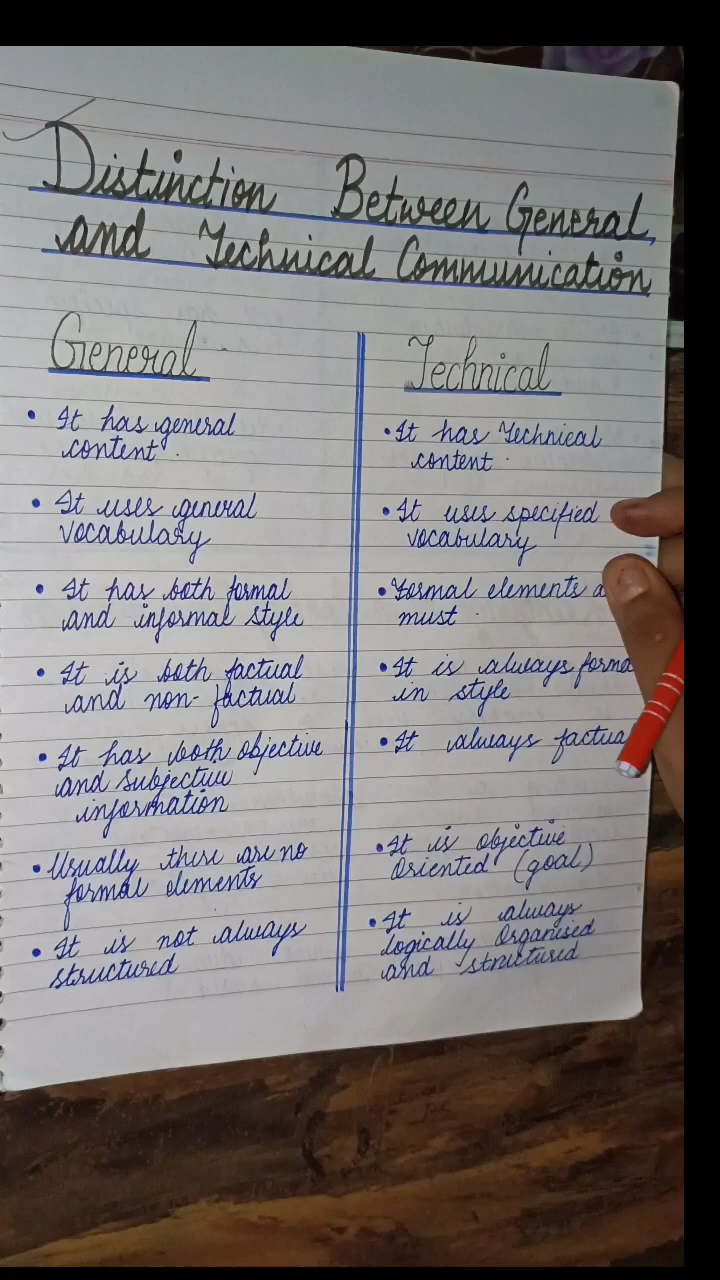 Distinction Between General,
and Technical Communication
General
It has general
content.
It uses general
vocabulary
It has both formal
and informal style
It is both factual
and non-factual
It has both objective
and subjective
information
Usually there are no
formal elements
It is not always
structured
Technical
It has Technical
content.
It uses specified
vocabulary
Formal elements a
must.
It is always forma
in style
It always factua
It is objective
oriented (goal)
It is always
logically Organised
and structured